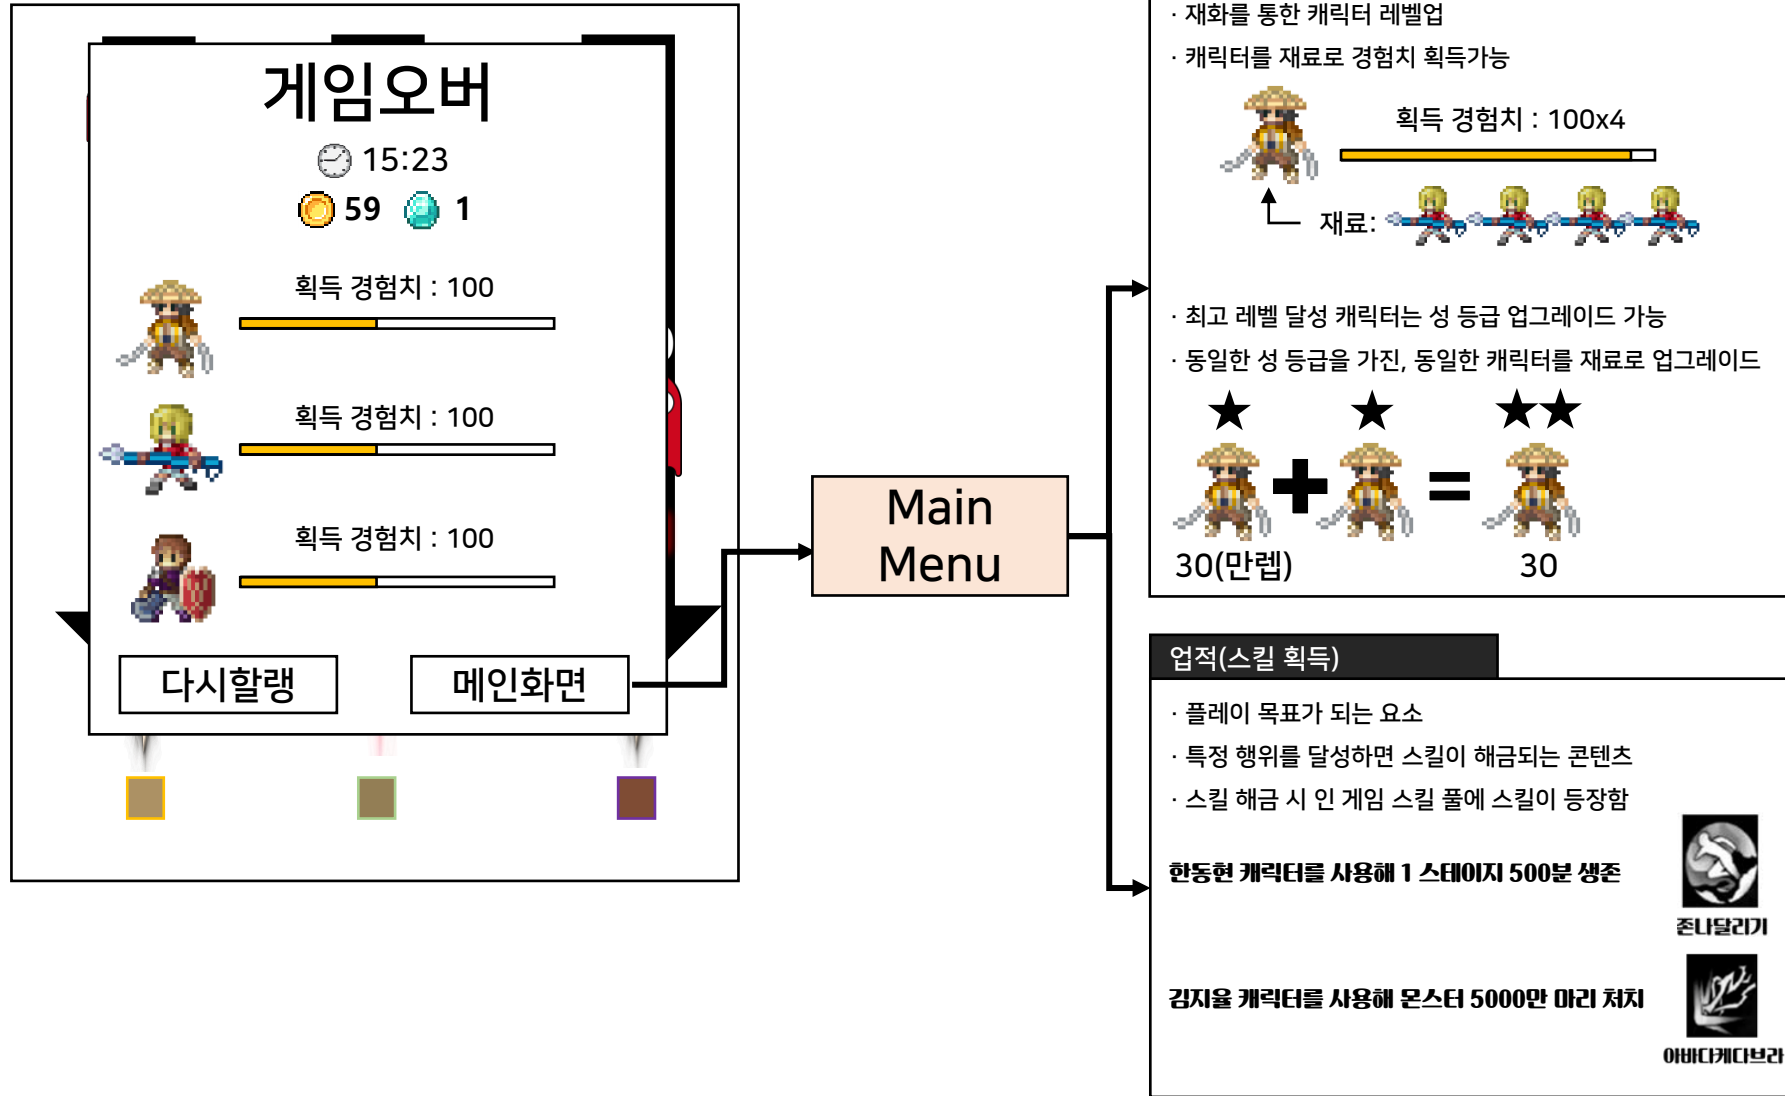 게임오버
15:23
59 1
획득 경험치 : 100
획득 경험치 : 100
획득 경험치 : 100
다시할랭
메인화면
Main
Menu
· 재화를 통한 캐릭터 레벨업
· 캐릭터를 재료로 경험치 획득가능
획득 경험치 : 100x4
재료:
· 최고 레벨 달성 캐릭터는 성 등급 업그레이드 가능
· 동일한 성 등급을 가진, 동일한 캐릭터를 재료로 업그레이드
★ ★ ★★
+ =
30(만렙) 30
업적(스킬 획득)
· 플레이 목표가 되는 요소
· 특정 행위를 달성하면 스킬이 해금되는 콘텐츠
· 스킬 해금 시 인 게임 스킬 풀에 스킬이 등장함
한동현 캐릭터를 사용해 1 스테이지 500분 생존
존나달리기
김지율 캐릭터를 사용해 몬스터 5000만 마리 처치
아바다케다브라